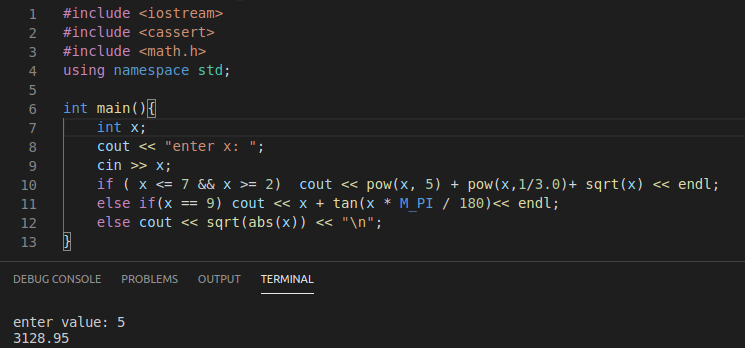 1 #include <iostream>
2 #include <cassert>
3 #include <math.h>
4 using namespace std;
5
6 int main(){
7     int x;
8     cout << "enter x: ";
9     cin >> x;
10     if ( x <= 7 && x >= 2)  cout << pow(x, 5) + pow(x,1/3.0)+ sqrt(x) << endl;
11     else if(x == 9) cout << x + tan(x * M_PI / 180)<< endl;
12     else cout << sqrt(abs(x)) << "\n";
13 }
DEBUG CONSOLE PROBLEMS OUTPUT TERMINAL
enter value: 5
3128.95